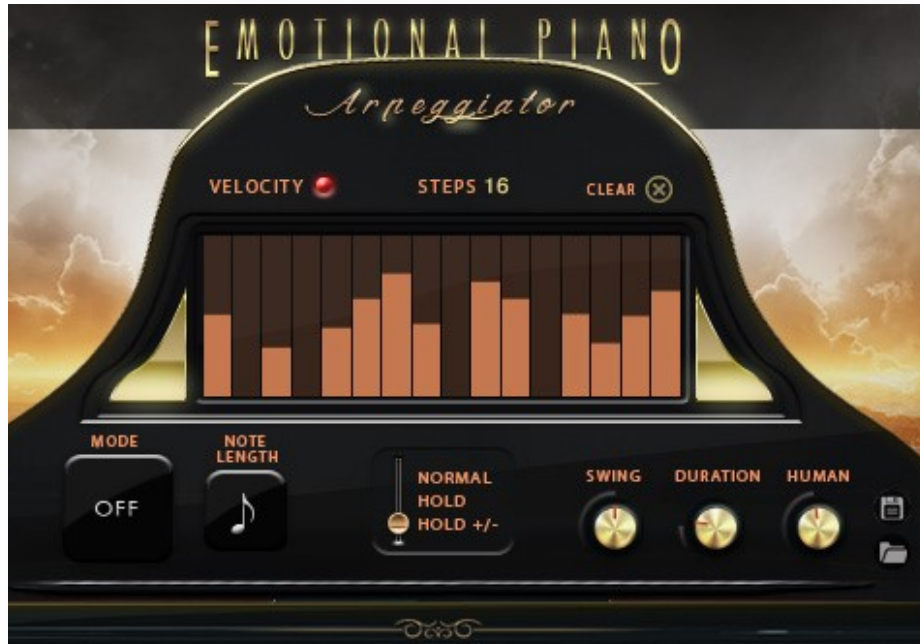 EMOTIONAL PIANO
Arpeggiator
VELOCITY STEPS 16 CLEAR
MODE
OFF
NOTE
LENGTH
NORMAL
HOLD
HOLD +/-
SWING DURATION HUMAN